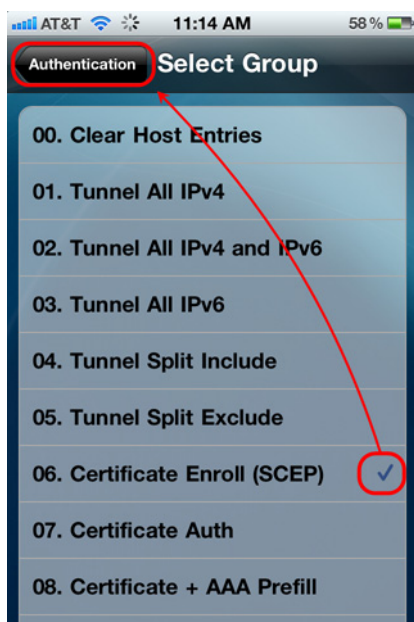 AT&T 11:14 AM 58%
Authentication Select Group
00. Clear Host Entries
01. Tunnel All IPv4
02. Tunnel All IPv4 and IPv6
03. Tunnel All IPv6
04. Tunnel Split Include
05. Tunnel Split Exclude
06. Certificate Enroll (SCEP)
07. Certificate Auth
08. Certificate + AAA Prefill